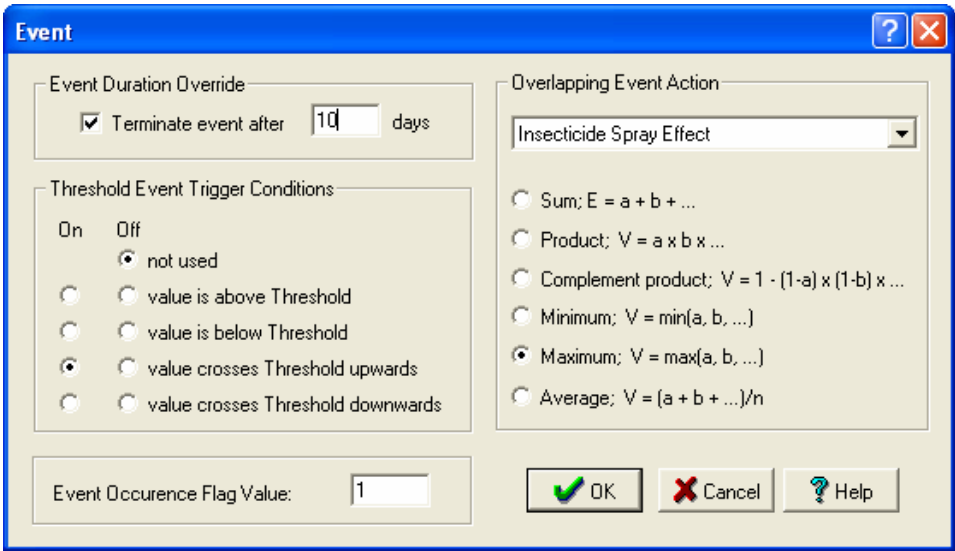 Event
Event Duration Override
Terminate event after 10 days
Threshold Event Trigger Conditions
On Off
not used
value is above Threshold
value is below Threshold
value crosses Threshold upwards
value crosses Threshold downwards
Event Occurence Flag Value: 1
Overlapping Event Action
Insecticide Spray Effect
Sum; E = a + b + ...
Product; V = a x b x ...
Complement product; V = 1 - (1-a) x (1-b) x ...
Minimum; V = min(a, b, ...)
Maximum; V = max(a, b, ...)
Average; V = (a + b + ...)/n
OK Cancel ? Help